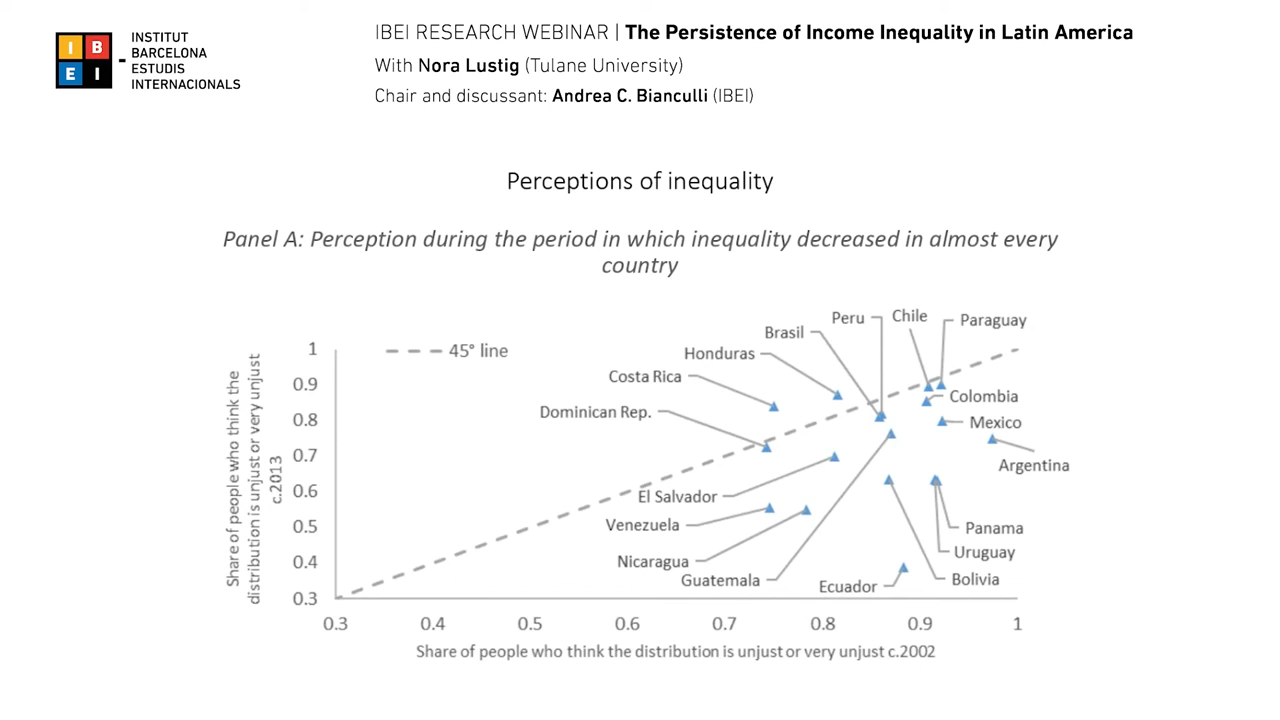 I B
E I
INSTITUT
BARCELONA
ESTUDIS
INTERNACIONALS
IBEI RESEARCH WEBINAR | The Persistence of Income Inequality in Latin America
With Nora Lustig (Tulane University)
Chair and discussant: Andrea C. Bianculli (IBEI)
Perceptions of inequality
Panel A: Perception during the period in which inequality decreased in almost every
country
Share of people who think the
distribution is unjust or very unjust
c.2013
1
0.9
0.8
0.7
0.6
0.5
0.4
0.3
45° line
Peru
Chile
Paraguay
Brasil
Honduras
Costa Rica
Colombia
Dominican Rep.
Mexico
Argentina
El Salvador
Venezuela
Panama
Uruguay
Nicaragua
Guatemala
Bolivia
Ecuador
0.3 0.4 0.5 0.6 0.7 0.8 0.9 1
Share of people who think the distribution is unjust or very unjust c.2002